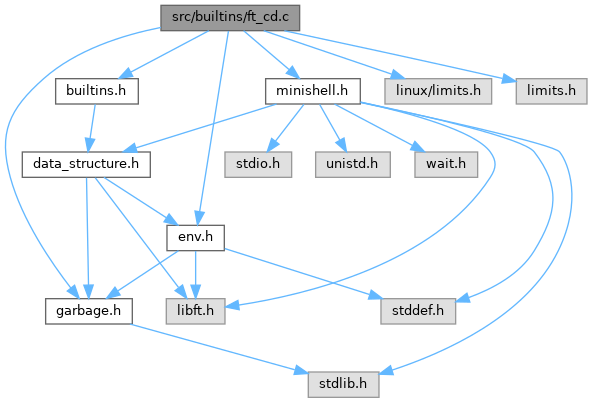 src/builtins/ft_cd.c
builtins.h
minishell.h
linux/limits.h
limits.h
data_structure.h
stdio.h
unistd.h
wait.h
env.h
garbage.h
libft.h
stddef.h
stdlib.h